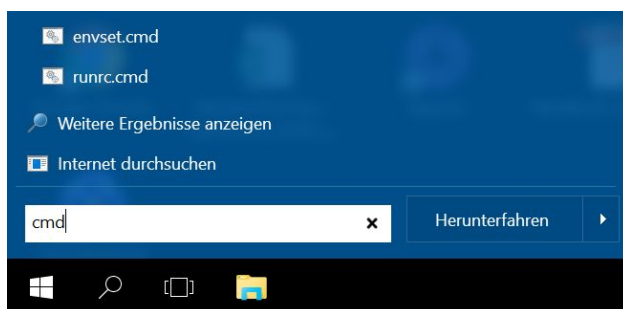 envset.cmd
runrc.cmd
Weitere Ergebnisse anzeigen
Internet durchsuchen
cmd
Herunterfahren